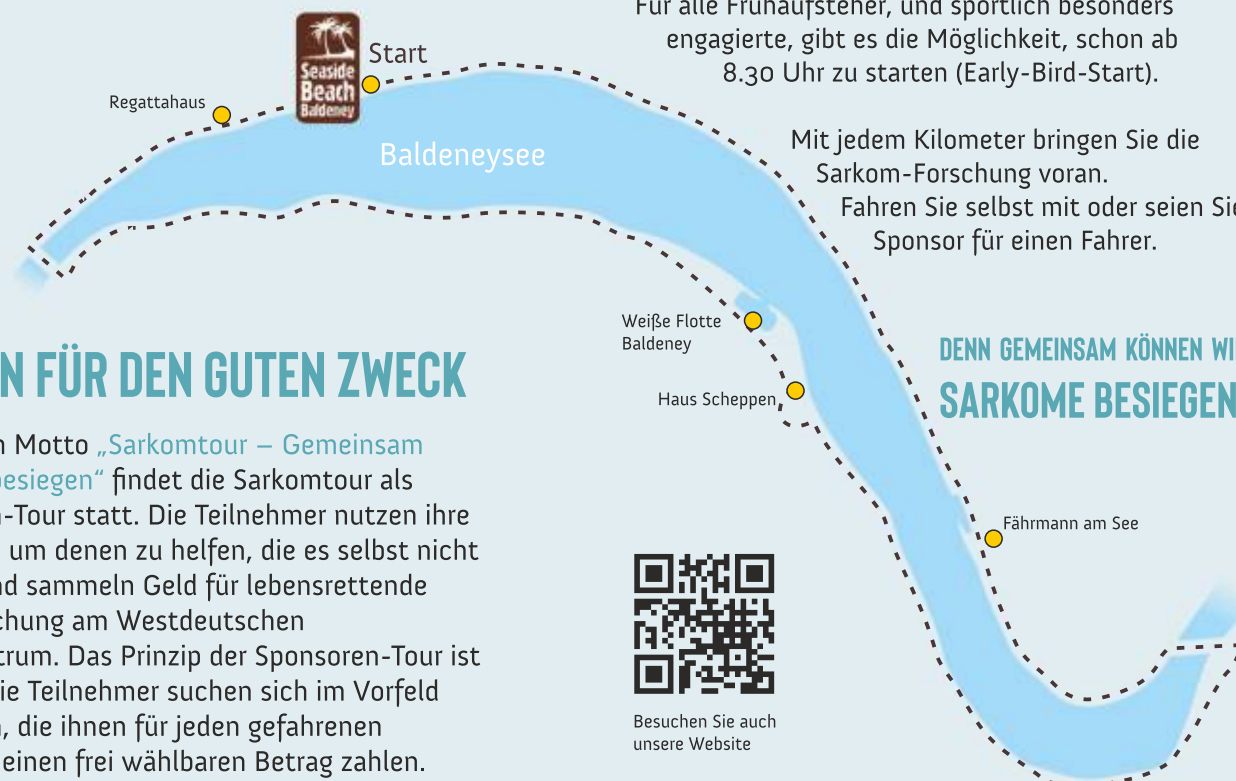 Für alle Frühaufsteher, und sportlich besonders
engagierte, gibt es die Möglichkeit, schon ab
8.30 Uhr zu starten (Early-Bird-Start).
Mit jedem Kilometer bringen Sie die
Sarkom-Forschung voran.
Fahren Sie selbst mit oder seien Sie
Sponsor für einen Fahrer.
Start
Seaside
Beach
Baldeney
Regattahaus
Baldeneysee
Weiße Flotte
Baldeney
Haus Scheppen
Fährmann am See
DENN GEMEINSAM KÖNNEN WI
SARKOME BESIEGEN
N FÜR DEN GUTEN ZWECK
Motto „Sarkomtour – Gemeinsam
besiegen“ findet die Sarkomtour als
-Tour statt. Die Teilnehmer nutzen ihre
um denen zu helfen, die es selbst nicht
nd sammeln Geld für lebensrettende
chung am Westdeutschen
trum. Das Prinzip der Sponsoren-Tour ist
ie Teilnehmer suchen sich im Vorfeld
, die ihnen für jeden gefahrenen
einen frei wählbaren Betrag zahlen.
Besuchen Sie auch
unsere Website